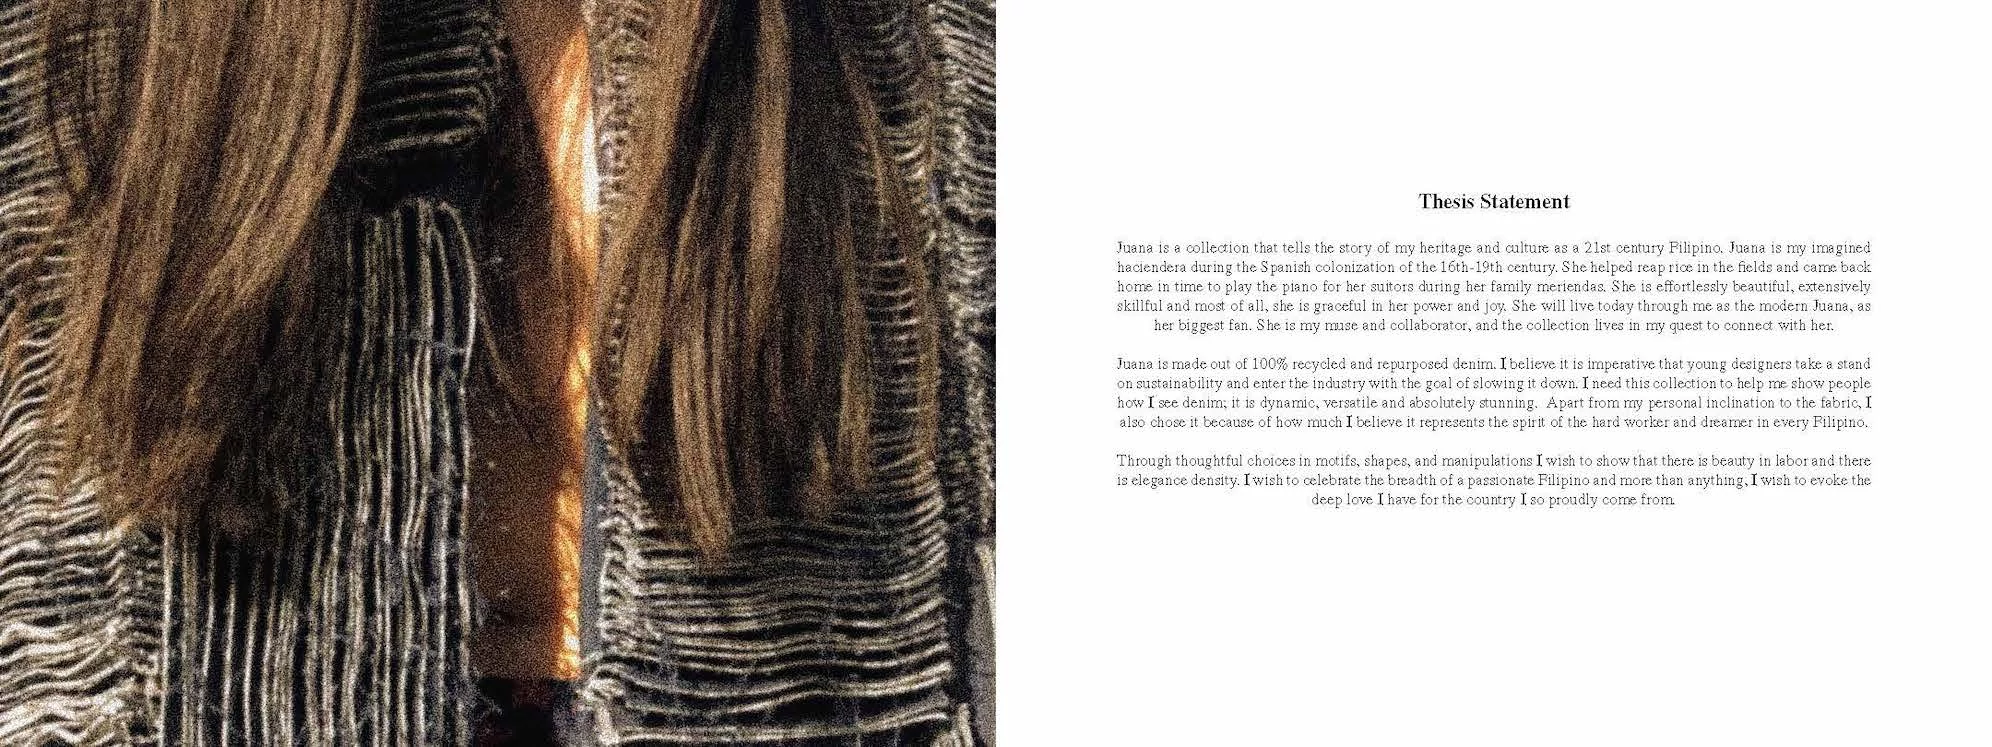 Thesis Statement
Juana is a collection that tells the story of my heritage and culture as a 21st century Filipino. Juana is my imagined
haciendera during the Spanish colonization of the 16th-19th century. She helped reap rice in the fields and came back
home in time to play the piano for her suitors during her family meriendas. She is effortlessly beautiful, extensively
skillful and most of all, she is graceful in her power and joy. She will live today through me as the modern Juana, as
her biggest fan. She is my muse and collaborator, and the collection lives in my quest to connect with her.
Juana is made out of 100% recycled and repurposed denim. I believe it is imperative that young designers take a stand
on sustainability and enter the industry with the goal of slowing it down. I need this collection to help me show people
how I see denim; it is dynamic, versatile and absolutely stunning. Apart from my personal inclination to the fabric, I
also chose it because of how much I believe it represents the spirit of the hard worker and dreamer in every Filipino.
Through thoughtful choices in motifs, shapes, and manipulations I wish to show that there is beauty in labor and there
is elegance density. I wish to celebrate the breadth of a passionate Filipino and more than anything, I wish to evoke the
deep love I have for the country I so proudly come from.